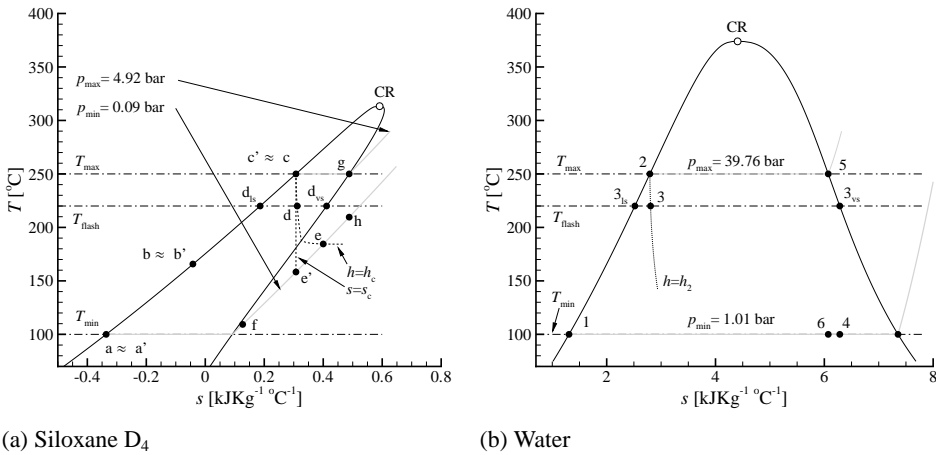 400
350
300
250
200
150
100
T [°C]
p_max = 4.92 bar
p_min = 0.09 bar
CR
T_max
c' ≈ c
g
d_ls
d_vs
d
T_flash
h
b ≈ b'
e
h=h_c
e'
s=s_c
T_min
f
a ≈ a'
-0.4 -0.2 0 0.2 0.4 0.6 0.8
s [kJKg⁻¹ °C⁻¹]
(a) Siloxane D₄
400
350
300
250
200
150
100
T [°C]
CR
T_max
2
p_max = 39.76 bar
5
3_ls
3
3_vs
T_flash
h=h_2
T_min
1
p_min = 1.01 bar
6 4
2 4 6 8
s [kJKg⁻¹ °C⁻¹]
(b) Water